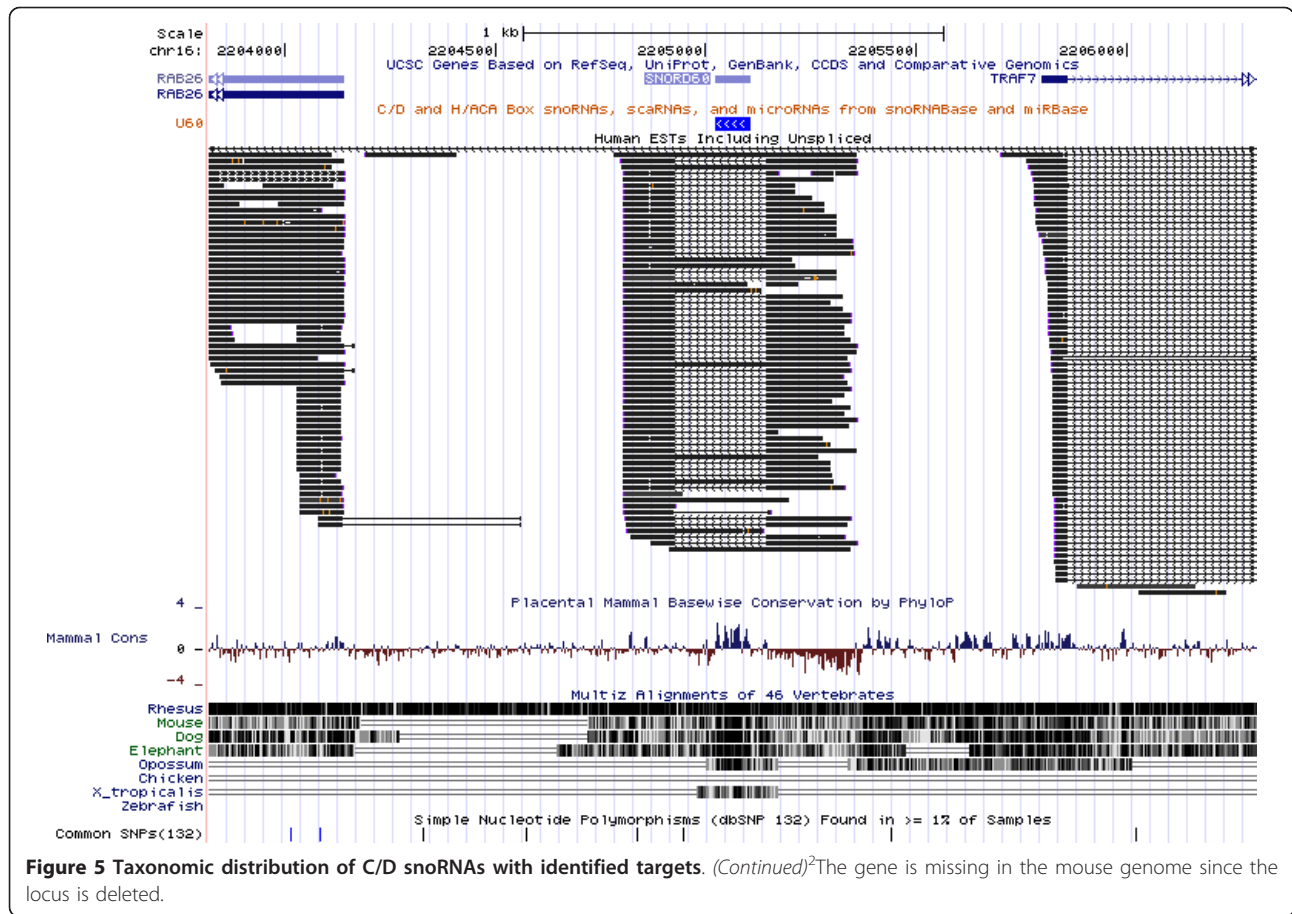 Scale 1 kb
chr16: 2204000 2204500 2205000 2205500 2206000
UCSC Genes Based on RefSeq, UniProt, GenBank, CCDS and Comparative Genomics
RAB26 SNORD60 TRAF7
RAB26
C/D and H/ACA Box snoRNAs, scaRNAs, and microRNAs from snoRNABase and miRBase
U60
Human ESTs Including Unspliced
4 _
Placental Mammal Basewise Conservation by PhyloP
Mammal Cons
0 _
-4 _
Multiz Alignments of 46 Vertebrates
Rhesus
Mouse
Dog
Elephant
Opossum
Chicken
X_tropicalis
Zebrafish
Simple Nucleotide Polymorphisms (dbSNP 132) Found in >= 1% of Samples
Common SNPs(132)
Figure 5 Taxonomic distribution of C/D snoRNAs with identified targets. (Continued)²The gene is missing in the mouse genome since the
locus is deleted.